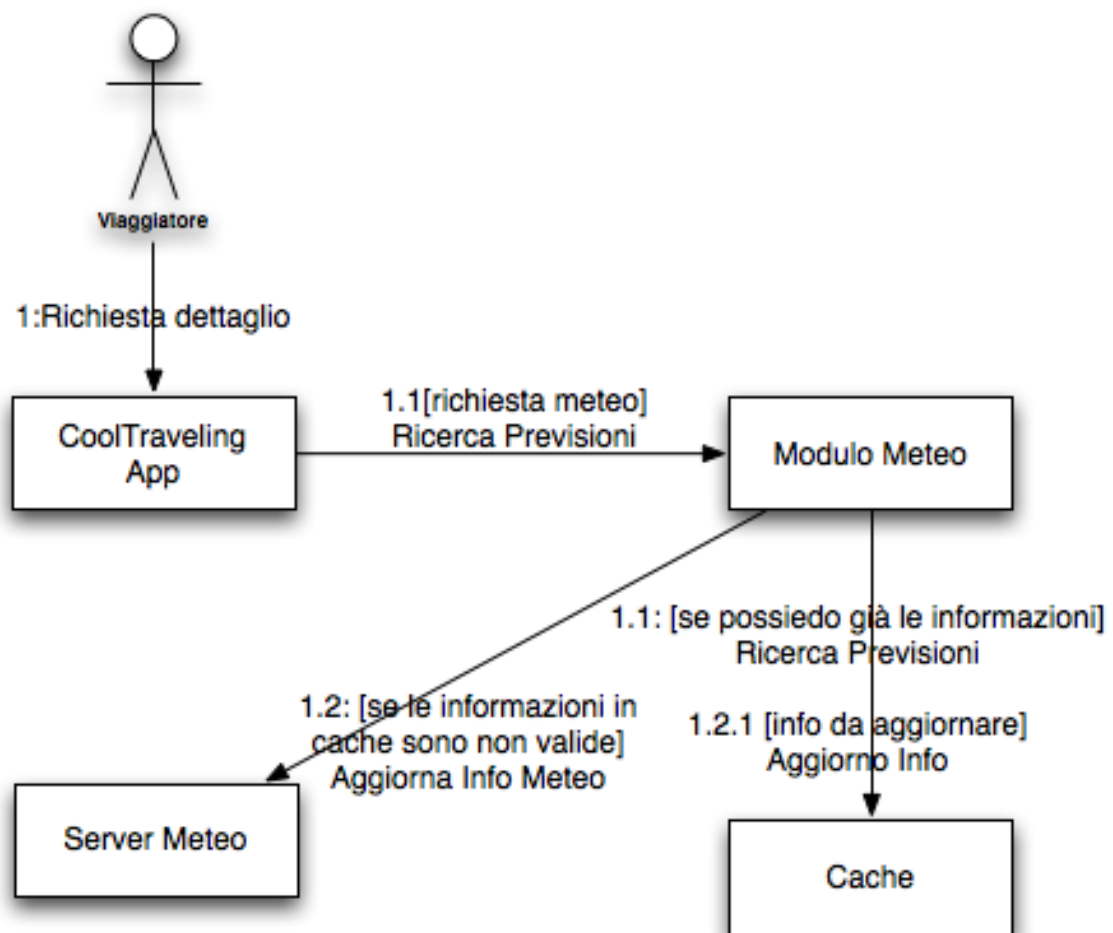 Viaggiatore
1:Richiesta dettaglio
CoolTraveling
App
1.1[richiesta meteo]
Ricerca Previsioni
Modulo Meteo
1.1: [se possiedo già le informazioni]
Ricerca Previsioni
1.2: [se le informazioni in
cache sono non valide]
Aggiorna Info Meteo
1.2.1 [info da aggiornare]
Aggiorno Info
Server Meteo
Cache